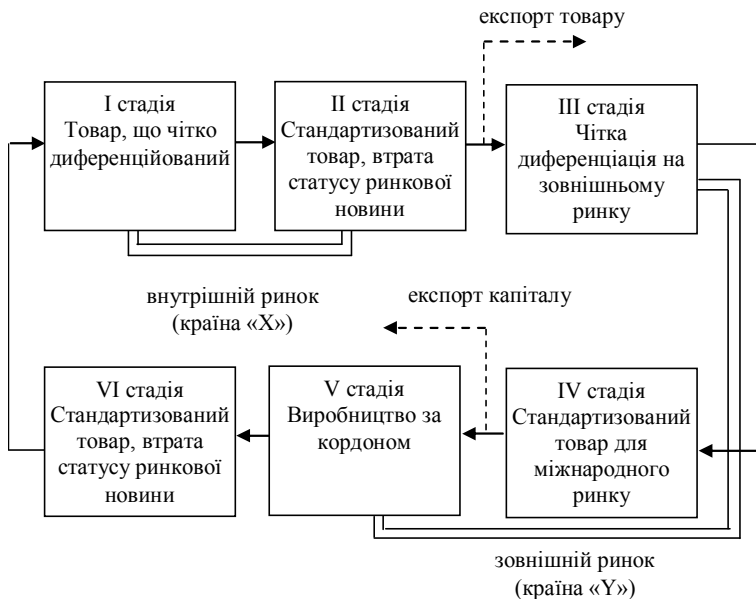 експорт товару
I стадія
Товар, що чітко
диференційований
II стадія
Стандартизований
товар, втрата
статусу ринкової
новини
III стадія
Чітка
диференціація на
зовнішньому
ринку
внутрішній ринок
(країна «X»)
експорт капіталу
VI стадія
Стандартизований
товар, втрата
статусу ринкової
новини
V стадія
Виробництво за
кордоном
IV стадія
Стандартизований
товар для
міжнародного
ринку
зовнішній ринок
(країна «Y»)